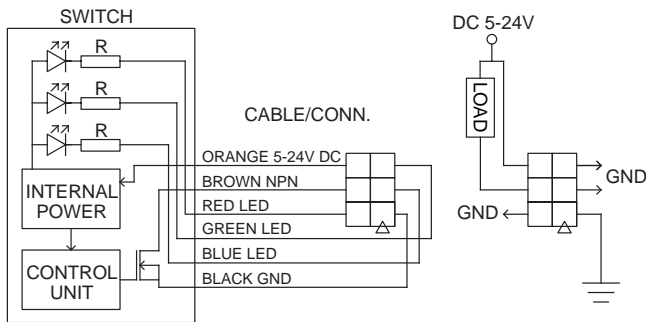 SWITCH
R
R
R
INTERNAL
POWER
CONTROL
UNIT
CABLE/CONN.
ORANGE 5-24V DC
BROWN NPN
RED LED
GREEN LED
BLUE LED
BLACK GND
DC 5-24V
LOAD
GND
GND